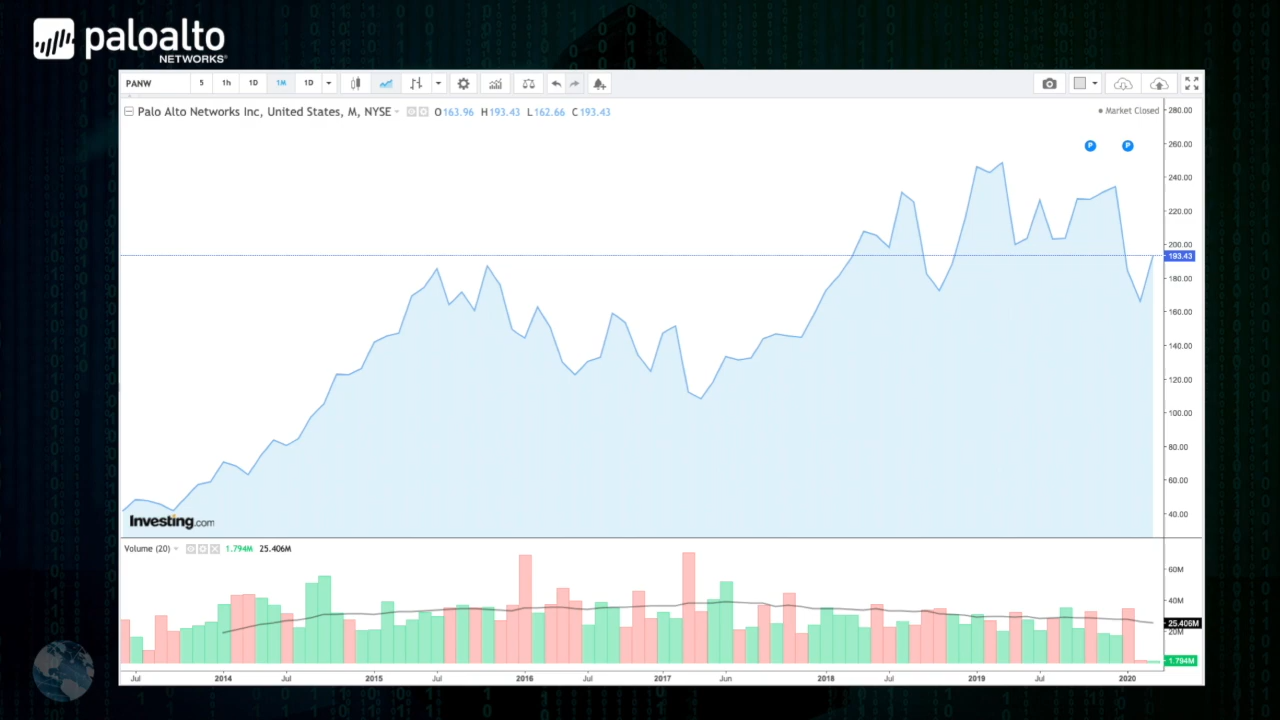 paloalto
NETWORKS®
PANW 5 1h 1D 1M 1D
Palo Alto Networks Inc, United States, M, NYSE O163.96 H193.43 L162.66 C193.43
Market Closed
280.00
P P
260.00
240.00
220.00
200.00
193.43
180.00
160.00
140.00
120.00
100.00
80.00
60.00
40.00
Investing.com
Volume (20) 1.794M 25.406M
60M
40M
25.406M
20M
1.794M
Jul 2014 Jul 2015 Jul 2016 Jul 2017 Jun 2018 Jul 2019 Jul 2020